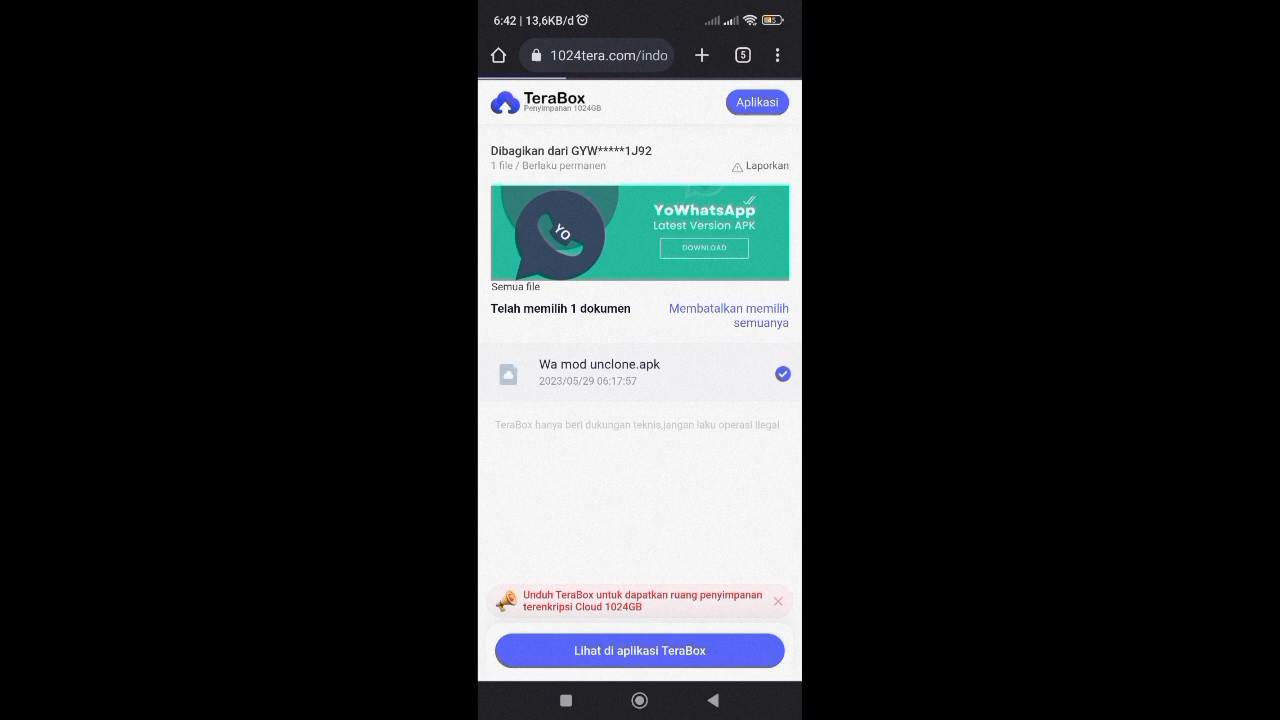 6:42 | 13,6KB/d
5
1024tera.com/indo
5
TeraBox
Penyimpanan 1024GB
Aplikasi
Dibagikan dari GYW*****1J92
1 file / Berlaku permanen
Laporkan
YO
YoWhatsApp
Latest Version APK
DOWNLOAD
Semua file
Telah memilih 1 dokumen
Membatalkan memilih
semuanya
Wa mod unclone.apk
2023/05/29 06:17:57
TeraBox hanya beri dukungan teknis,jangan laku operasi ilegal
Unduh TeraBox untuk dapatkan ruang penyimpanan
terenkripsi Cloud 1024GB
Lihat di aplikasi TeraBox